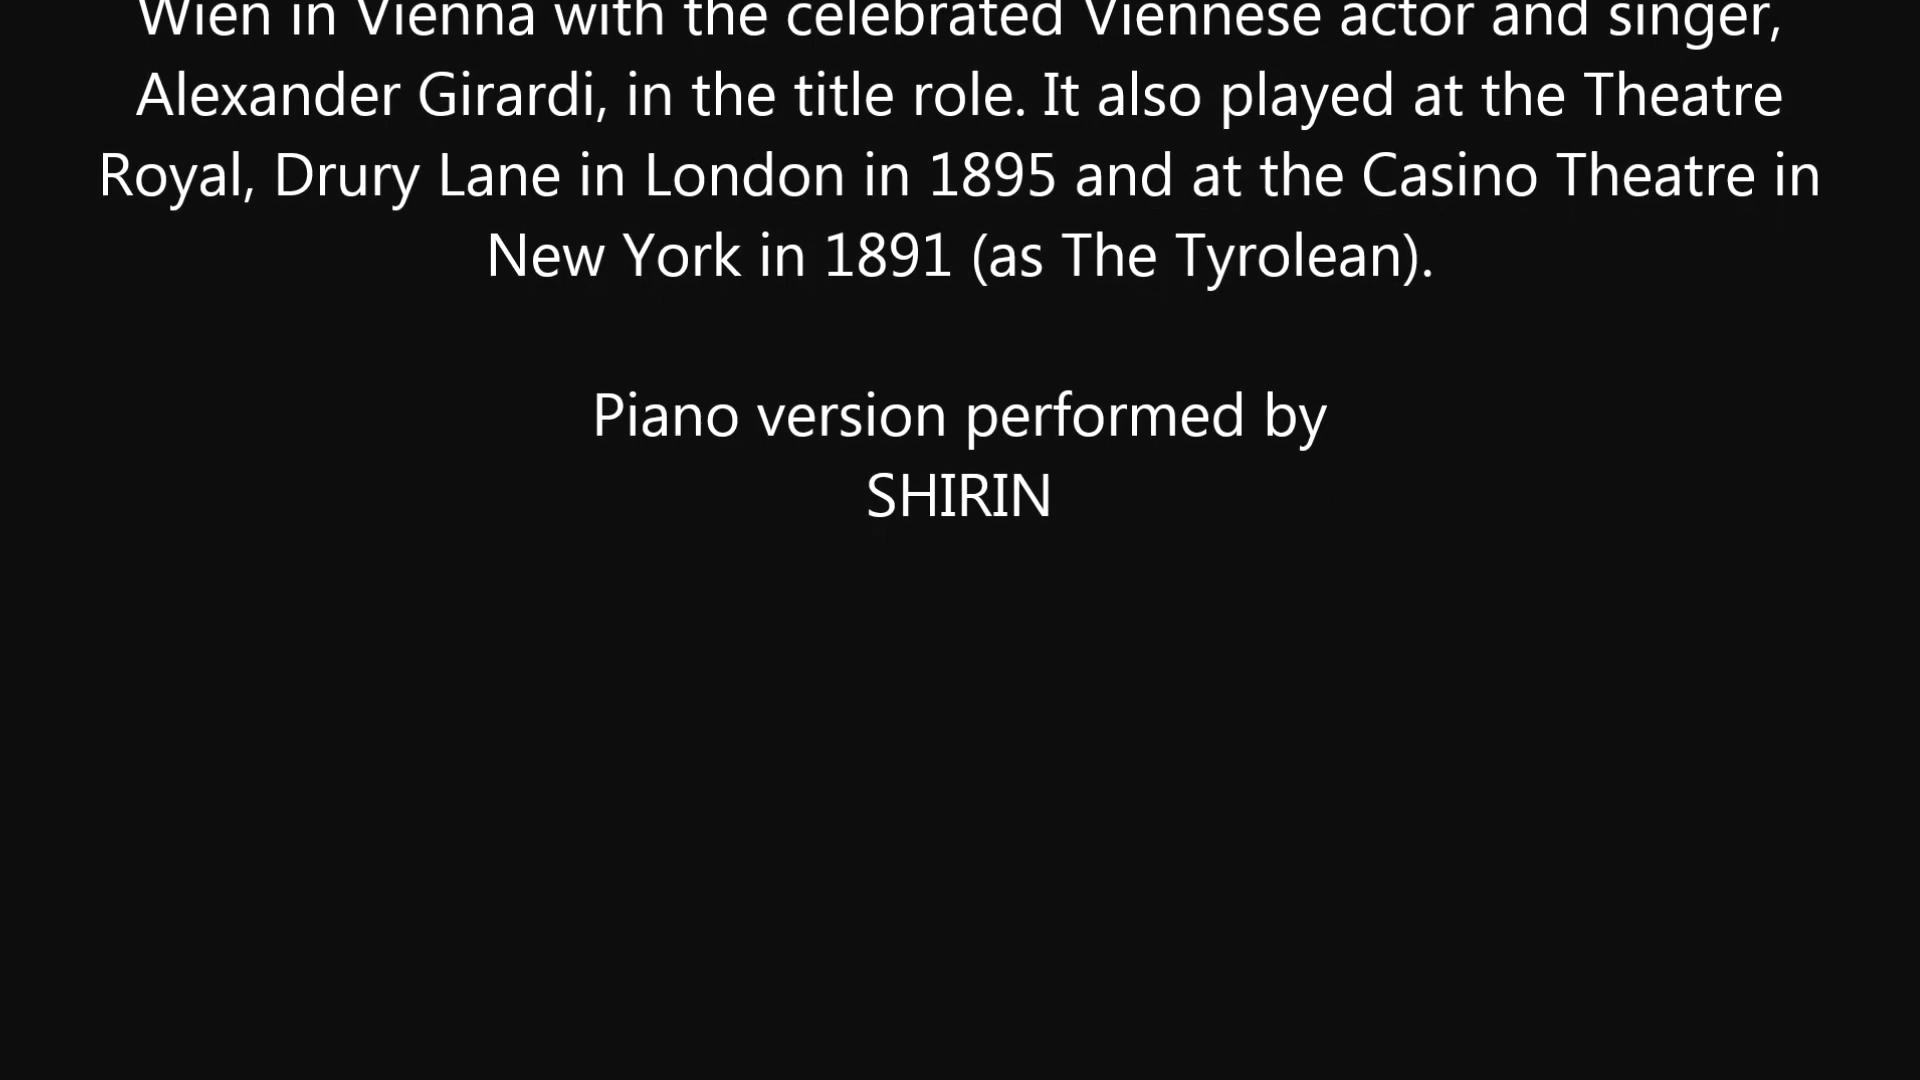 Wien in Vienna with the celebrated Viennese actor and singer,
Alexander Girardi, in the title role. It also played at the Theatre
Royal, Drury Lane in London in 1895 and at the Casino Theatre in
New York in 1891 (as The Tyrolean).
Piano version performed by
SHIRIN